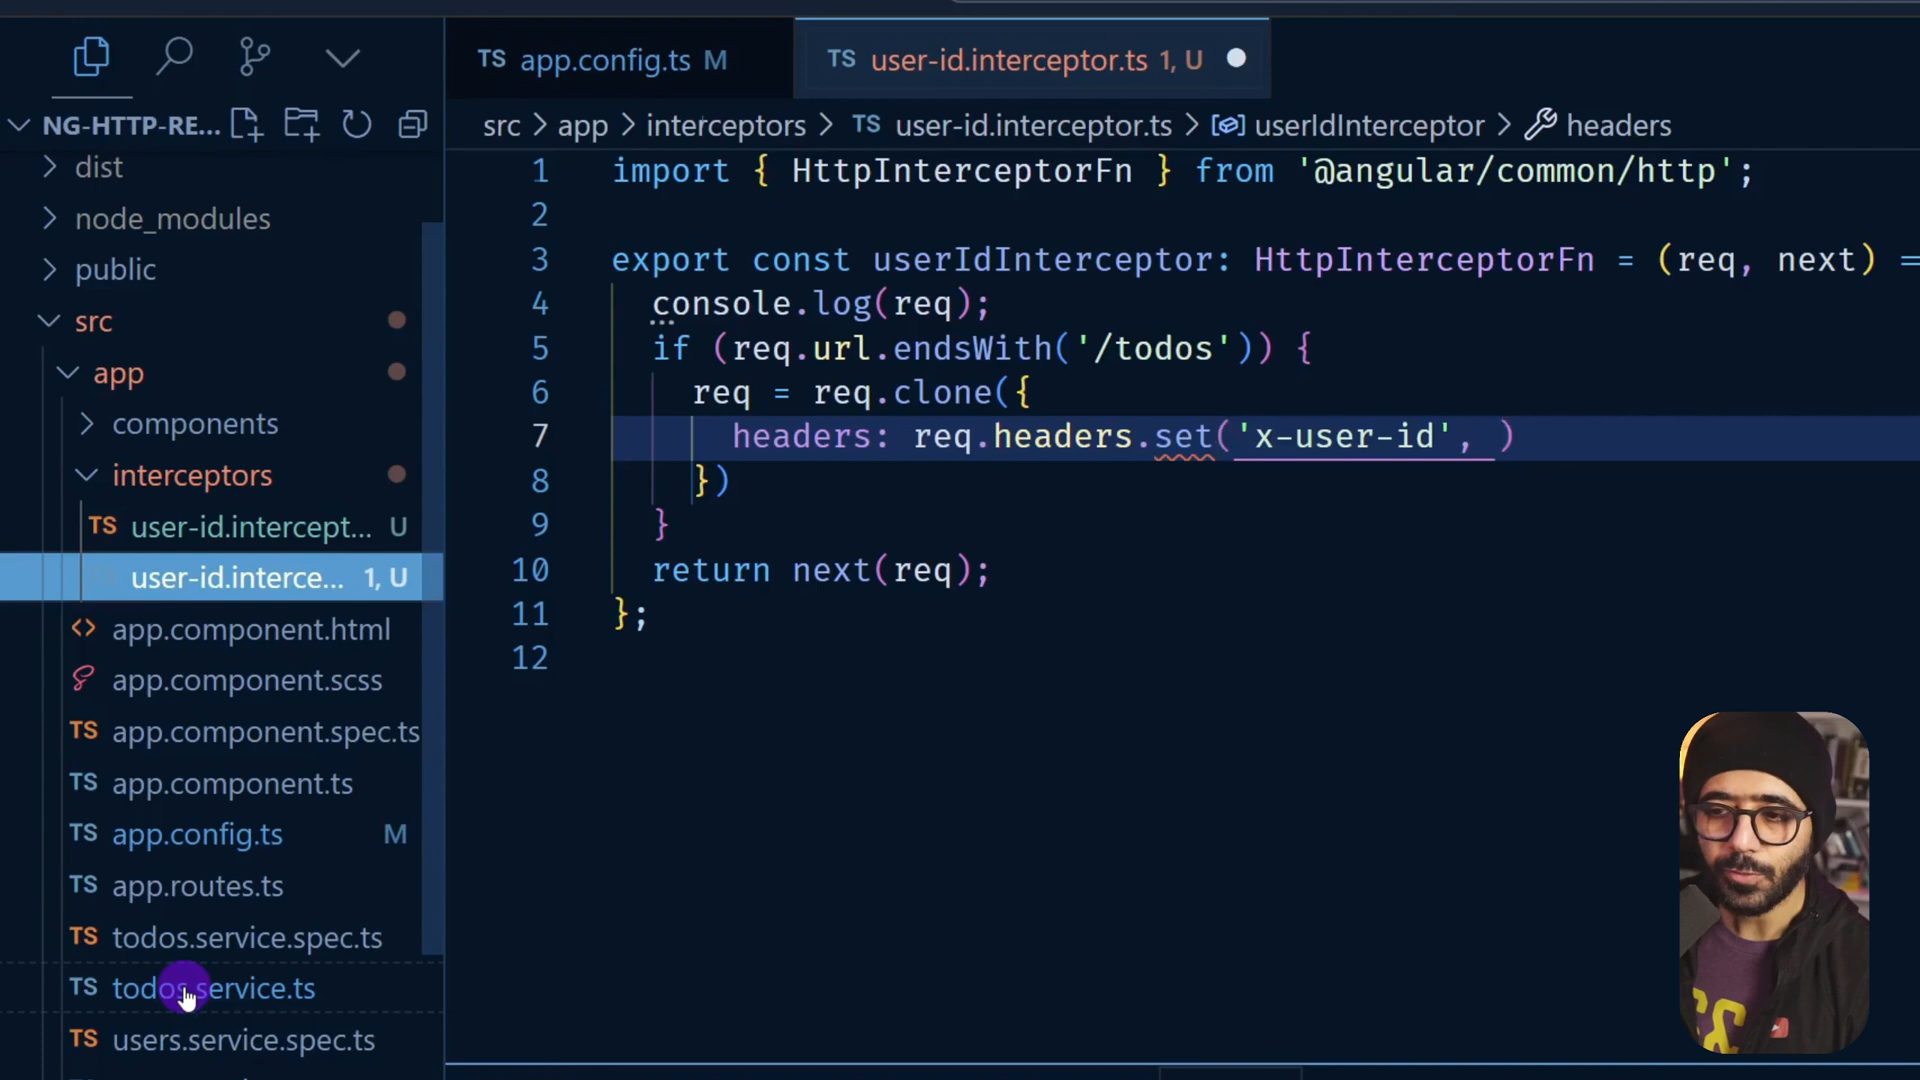 NG-HTTP-RE...
dist
node_modules
public
src
app
components
interceptors
TS user-id.intercept... U
user-id.interce... 1, U
<> app.component.html
app.component.scss
TS app.component.spec.ts
TS app.component.ts
TS app.config.ts M
TS app.routes.ts
TS todos.service.spec.ts
TS todos.service.ts
TS users.service.spec.ts
TS app.config.ts M
TS user-id.interceptor.ts 1, U
src > app > interceptors > TS user-id.interceptor.ts > userIdInterceptor > headers
1 import { HttpInterceptorFn } from '@angular/common/http';
2
3 export const userIdInterceptor: HttpInterceptorFn = (req, next) =
4 console.log(req);
5 if (req.url.endsWith('/todos')) {
6 req = req.clone({
7 headers: req.headers.set('x-user-id', )
8 })
9 }
10 return next(req);
11 };
12